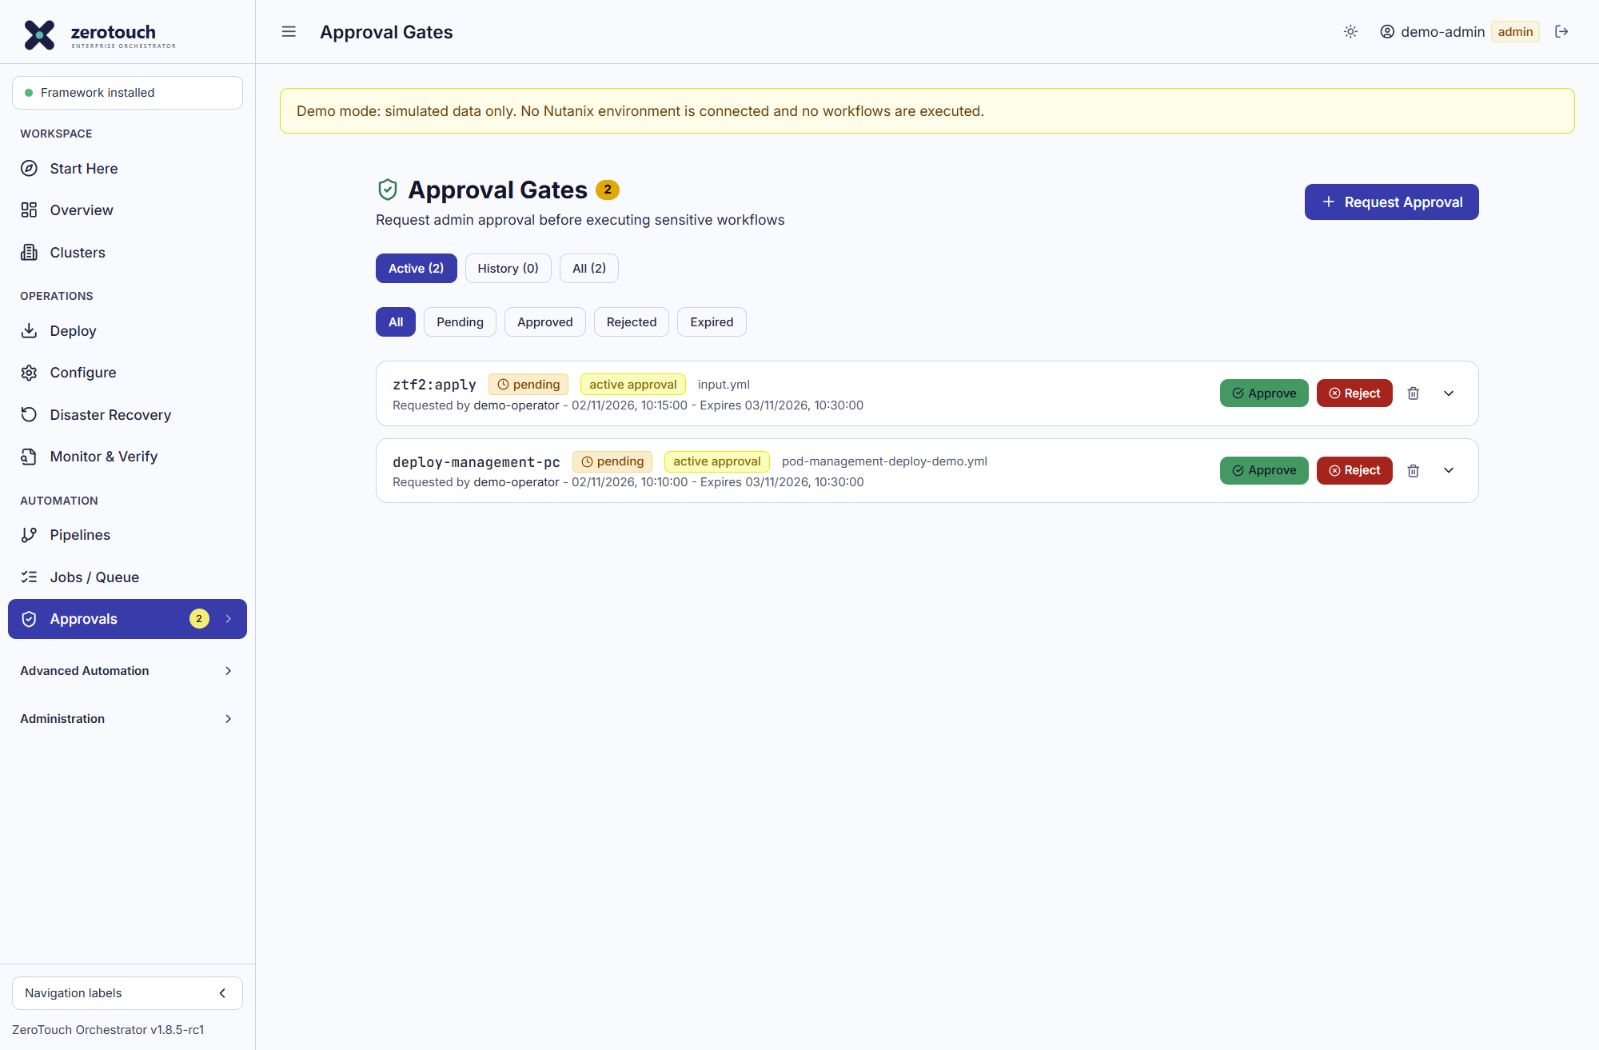 zerotouch
ENTERPRISE ORCHESTRATOR
Approval Gates
demo-admin admin
Framework installed
WORKSPACE
Start Here
Overview
Clusters
OPERATIONS
Deploy
Configure
Disaster Recovery
Monitor & Verify
AUTOMATION
Pipelines
Jobs / Queue
Approvals 2
Advanced Automation
Administration
Navigation labels
ZeroTouch Orchestrator v1.8.5-rc1
Demo mode: simulated data only. No Nutanix environment is connected and no workflows are executed.
Approval Gates 2
Request admin approval before executing sensitive workflows
Request Approval
Active (2) History (0) All (2)
All Pending Approved Rejected Expired
ztf2:apply pending active approval input.yml
Requested by demo-operator - 02/11/2026, 10:15:00 - Expires 03/11/2026, 10:30:00
Approve Reject
deploy-management-pc pending active approval pod-management-deploy-demo.yml
Requested by demo-operator - 02/11/2026, 10:10:00 - Expires 03/11/2026, 10:30:00
Approve Reject